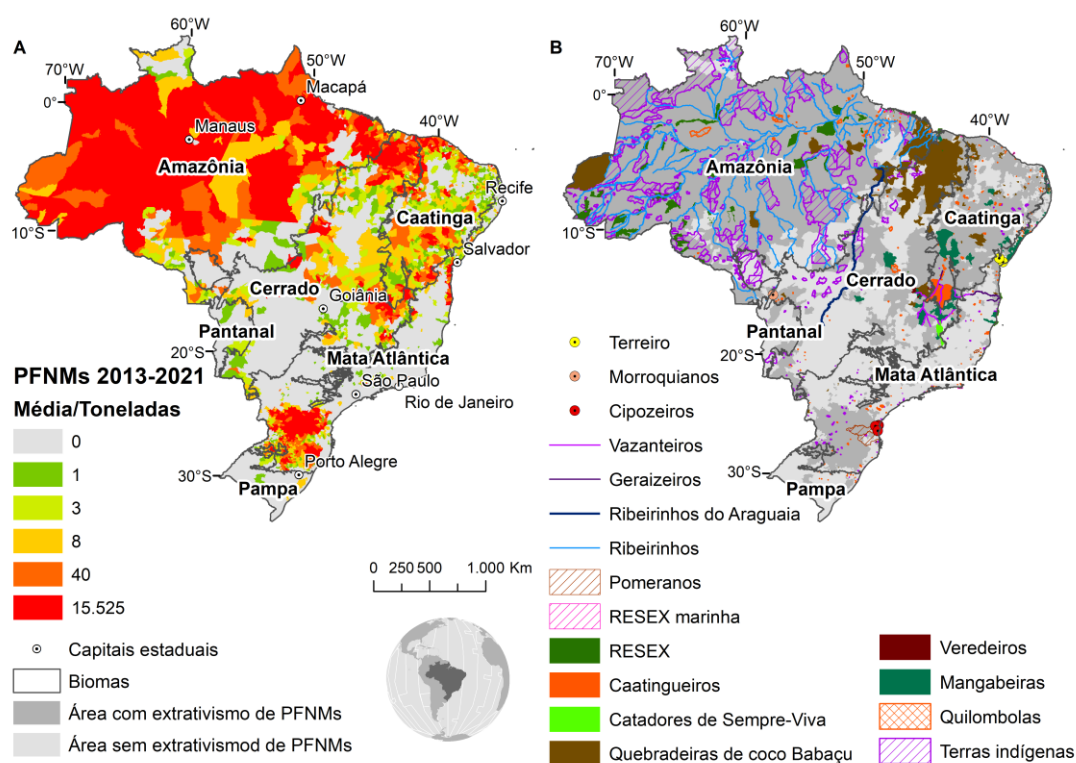 A
60°W
70°W
50°W
Macapá
0°
Manaus
40°W
Amazônia
Recife
Caatinga
10°S
Salvador
Cerrado
Goiânia
Pantanal
20°S
Mata Atlântica
São Paulo
Rio de Janeiro
30°S
Porto Alegre
Pampa
PFNMs 2013-2021
Média/Toneladas
0
1
3
8
40
15.525
Capitais estaduais
Biomas
Área com extrativismo de PFNMs
Área sem extrativismod de PFNMs
0 250 500 1.000 Km
B
60°W
70°W
50°W
0°
40°W
Amazônia
Caatinga
10°S
Cerrado
Pantanal
20°S
Mata Atlântica
30°S
Pampa
Terreiro
Morroquianos
Cipozeiros
Vazanteiros
Geraizeiros
Ribeirinhos do Araguaia
Ribeirinhos
Pomeranos
RESEX marinha
RESEX
Caatingueiros
Catadores de Sempre-Viva
Quebradeiras de coco Babaçu
Veredeiros
Mangabeiras
Quilombolas
Terras indígenas